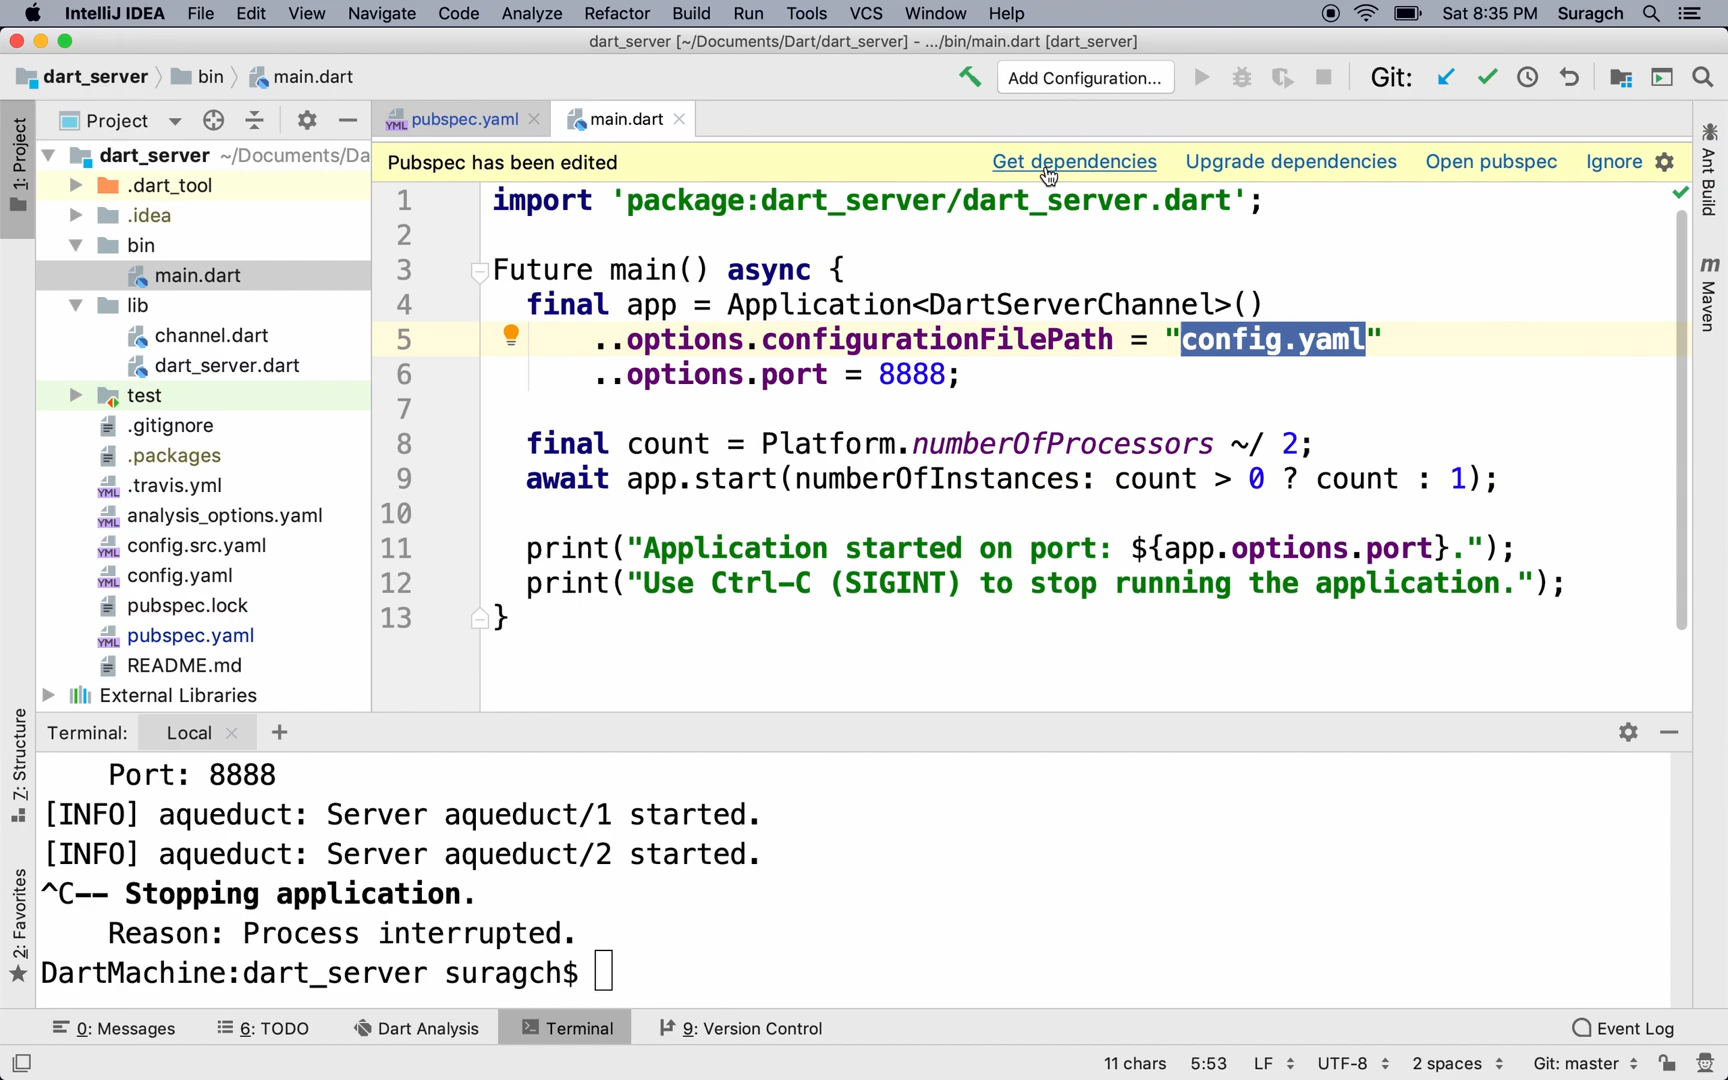 IntelliJ IDEA File Edit View Navigate Code Analyze Refactor Build Run Tools VCS Window Help Sat 8:35 PM Suragch
dart_server [~/Documents/Dart/dart_server] - .../bin/main.dart [dart_server]
dart_server bin main.dart Add Configuration... Git:
1: Project
Project
pubspec.yaml main.dart
dart_server ~/Documents/Da
.dart_tool
.idea
bin
main.dart
lib
channel.dart
dart_server.dart
test
.gitignore
.packages
YML .travis.yml
YML analysis_options.yaml
YML config.src.yaml
YML config.yaml
pubspec.lock
YML pubspec.yaml
README.md
External Libraries
Pubspec has been edited Get dependencies Upgrade dependencies Open pubspec Ignore
1 import 'package:dart_server/dart_server.dart';
2
3 Future main() async {
4 final app = Application<DartServerChannel>()
5 ..options.configurationFilePath = "config.yaml"
6 ..options.port = 8888;
7
8 final count = Platform.numberOfProcessors ~/ 2;
9 await app.start(numberOfInstances: count > 0 ? count : 1);
10
11 print("Application started on port: ${app.options.port}.");
12 print("Use Ctrl-C (SIGINT) to stop running the application.");
13 }
Ant Build
m Maven
Z: Structure
2: Favorites
Terminal: Local
Port: 8888
[INFO] aqueduct: Server aqueduct/1 started.
[INFO] aqueduct: Server aqueduct/2 started.
^C-- Stopping application.
Reason: Process interrupted.
DartMachine:dart_server suragch$
0: Messages 6: TODO Dart Analysis Terminal 9: Version Control Event Log
11 chars 5:53 LF UTF-8 2 spaces Git: master